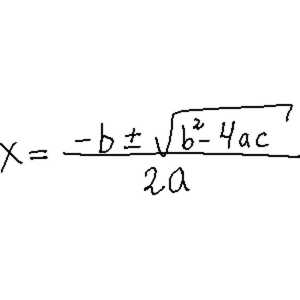 x = (-b ± √(b² - 4ac)) / 2a